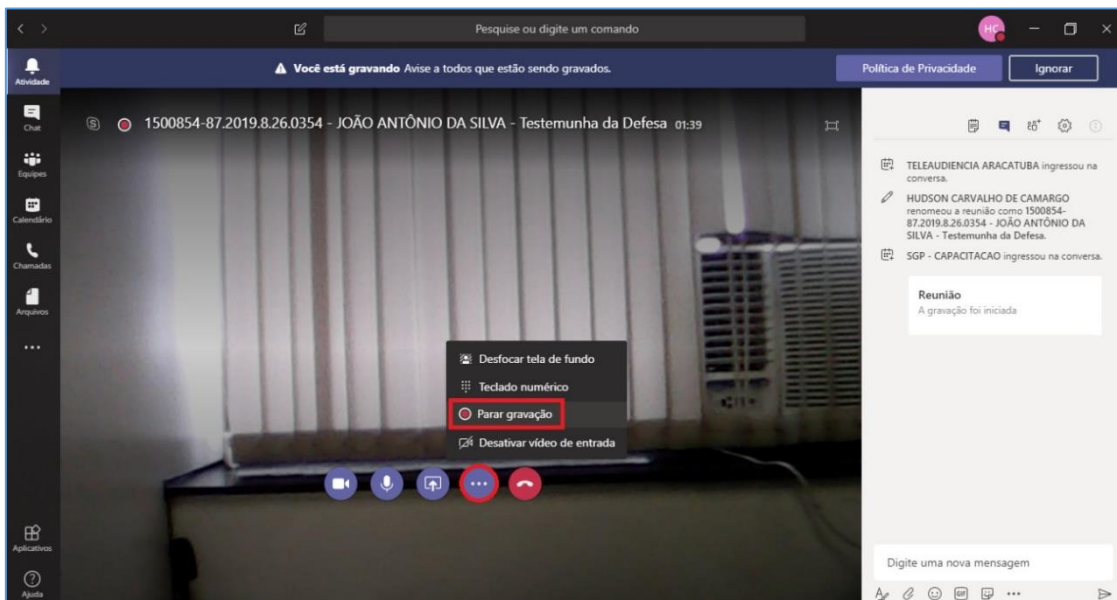 Pesquise ou digite um comando
HC
Atividade
Chat
Equipes
Calendário
Chamadas
Arquivos
Aplicativos
Ajuda
Você está gravando Avise a todos que estão sendo gravados.
Política de Privacidade
Ignorar
1500854-87.2019.8.26.0354 - JOÃO ANTÔNIO DA SILVA - Testemunha da Defesa 01:39
Desfocar tela de fundo
Teclado numérico
Parar gravação
Desativar vídeo de entrada
TELEAUDIENCIA ARACATUBA ingressou na
conversa.
HUDSON CARVALHO DE CAMARGO
renomeou a reunião como 1500854-
87.2019.8.26.0354 - JOÃO ANTÔNIO DA
SILVA - Testemunha da Defesa.
SGP - CAPACITACAO ingressou na conversa.
Reunião
A gravação foi iniciada
Digite uma nova mensagem
GIF